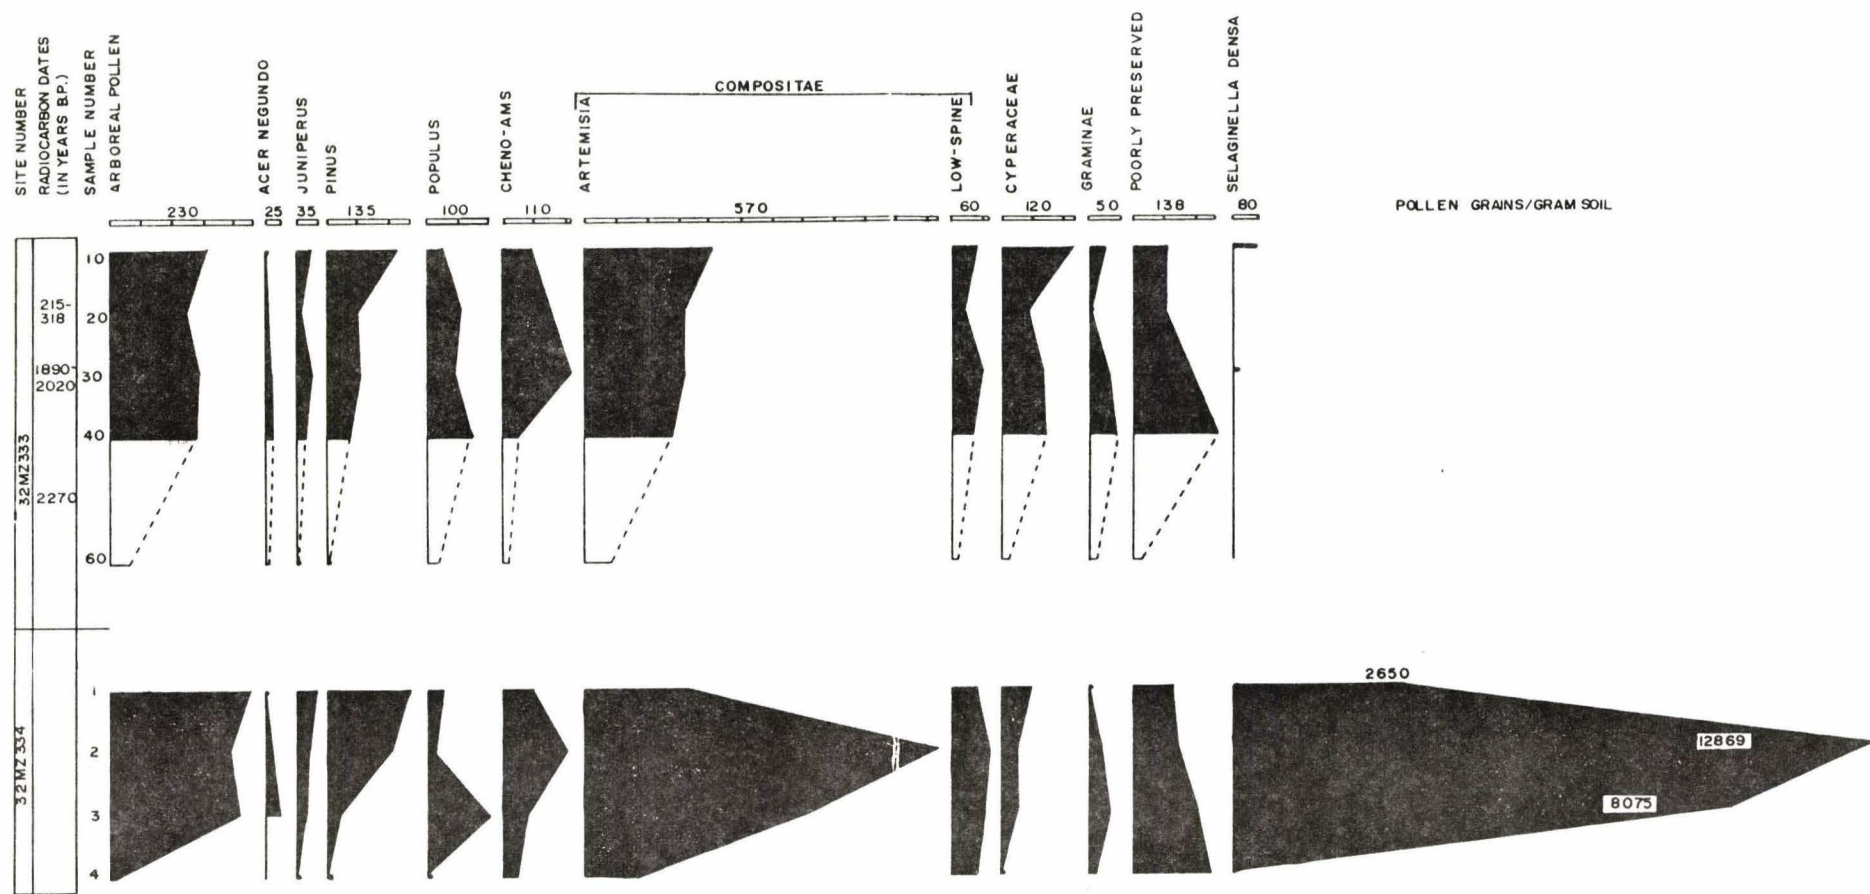 SITE NUMBER
RADIOCARBON DATES
(IN YEARS B.P.)
SAMPLE NUMBER
ARBOREAL POLLEN
ACER NEGUNDO
JUNIPERUS
PINUS
POPULUS
CHENO-AMS
COMPOSITAE
ARTEMISIA
LOW-SPINE
CYPERACEAE
GRAMINAE
POORLY PRESERVED
SELAGINELLA DENSA
230
25
35
135
100
110
570
60
120
50
138
80
POLLEN GRAINS/GRAM SOIL
32MZ333
10
215-
318
20
1890-
2020
30
40
2270
60
32MZ334
1
2650
2
12869
3
8075
4